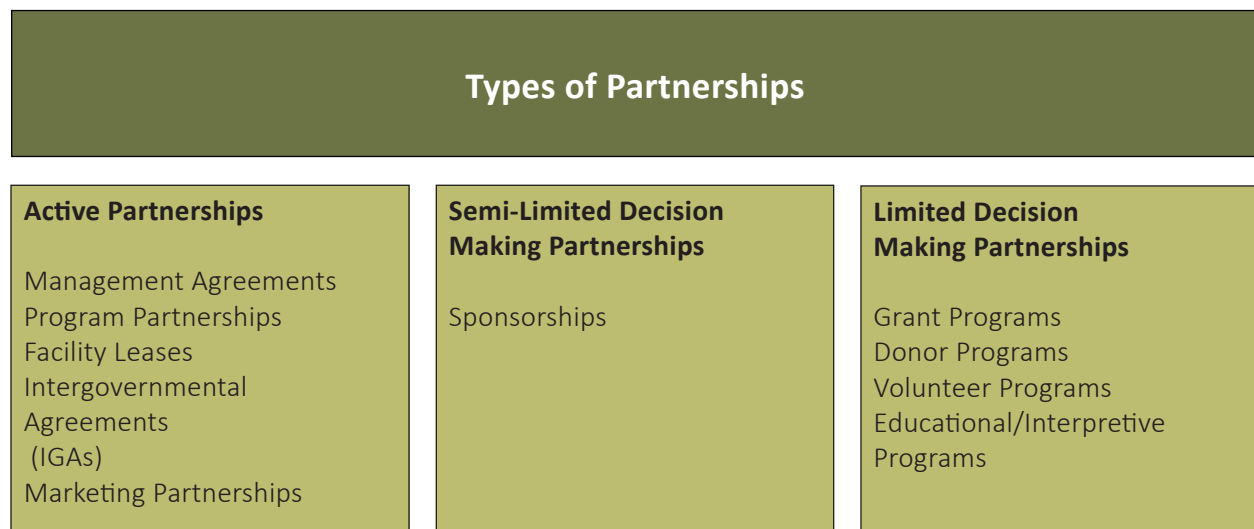 Types of Partnerships
Active Partnerships
Management Agreements
Program Partnerships
Facility Leases
Intergovernmental
Agreements
(IGAs)
Marketing Partnerships
Semi-Limited Decision
Making Partnerships
Sponsorships
Limited Decision
Making Partnerships
Grant Programs
Donor Programs
Volunteer Programs
Educational/Interpretive
Programs